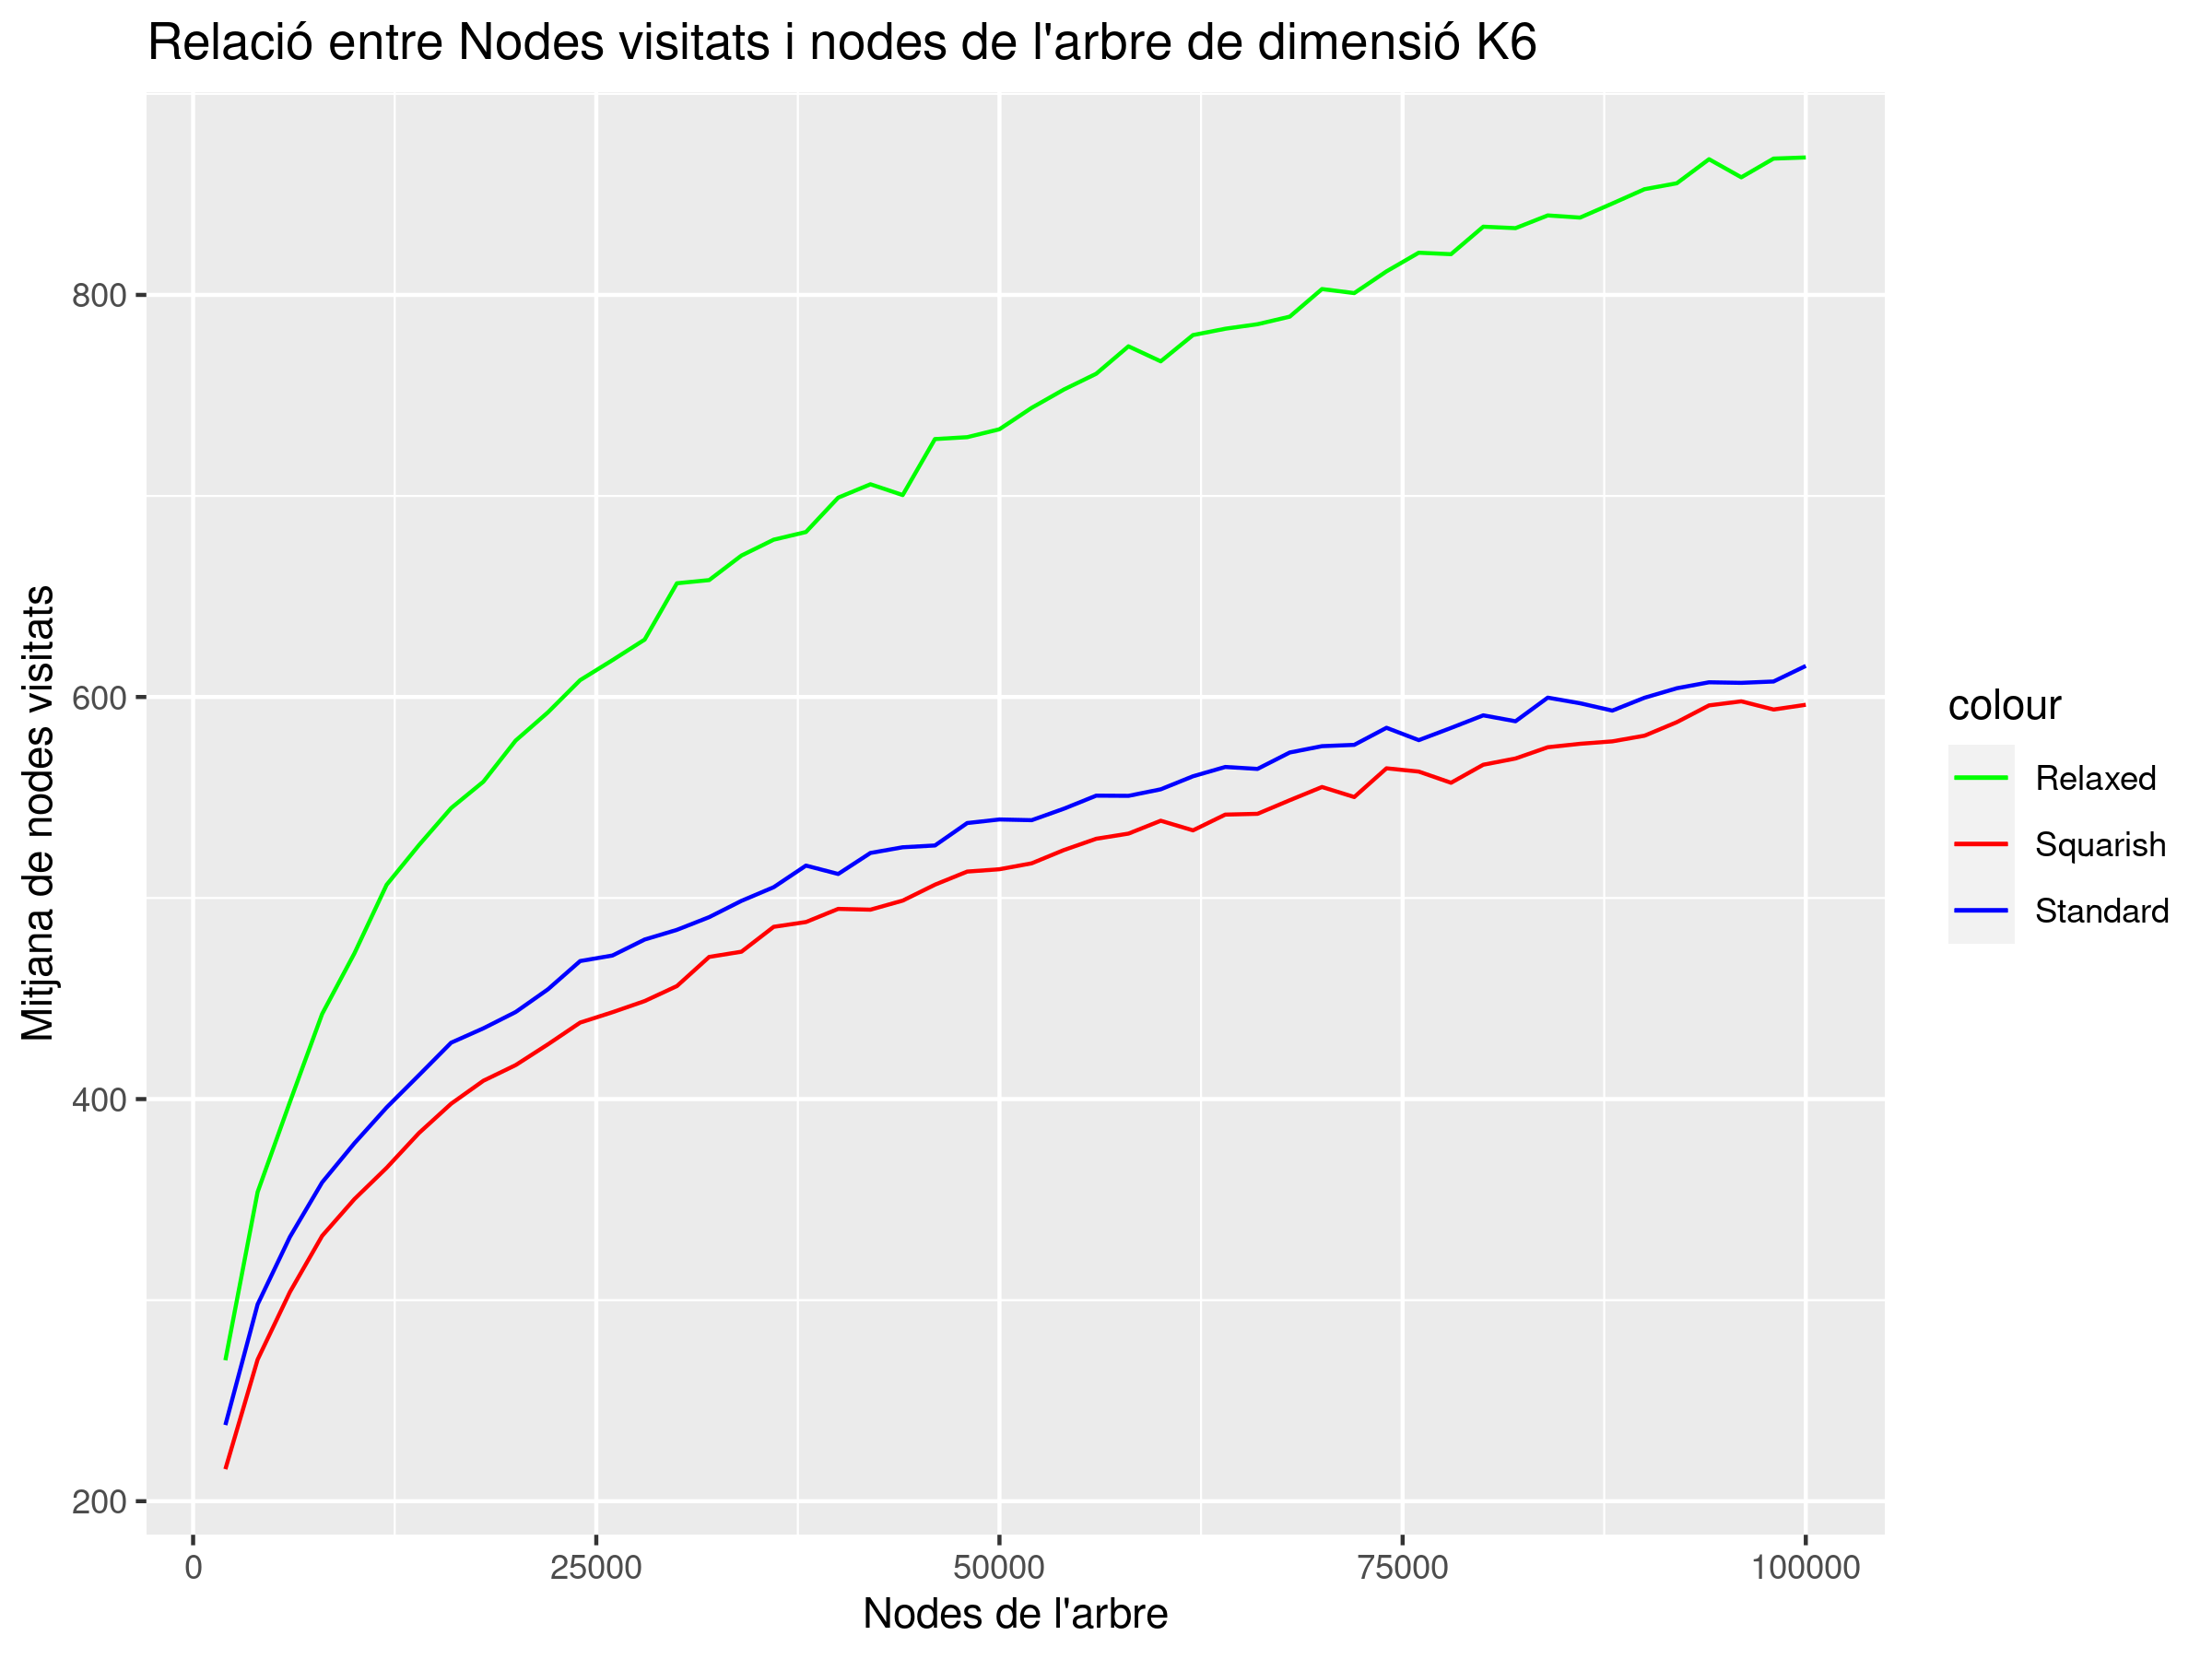 Relació entre Nodes visitats i nodes de l'arbre de dimensió K6
Mitjana de nodes visitats
800
600
400
200
0
25000
50000
75000
100000
Nodes de l'arbre
colour
Relaxed
Squarish
Standard